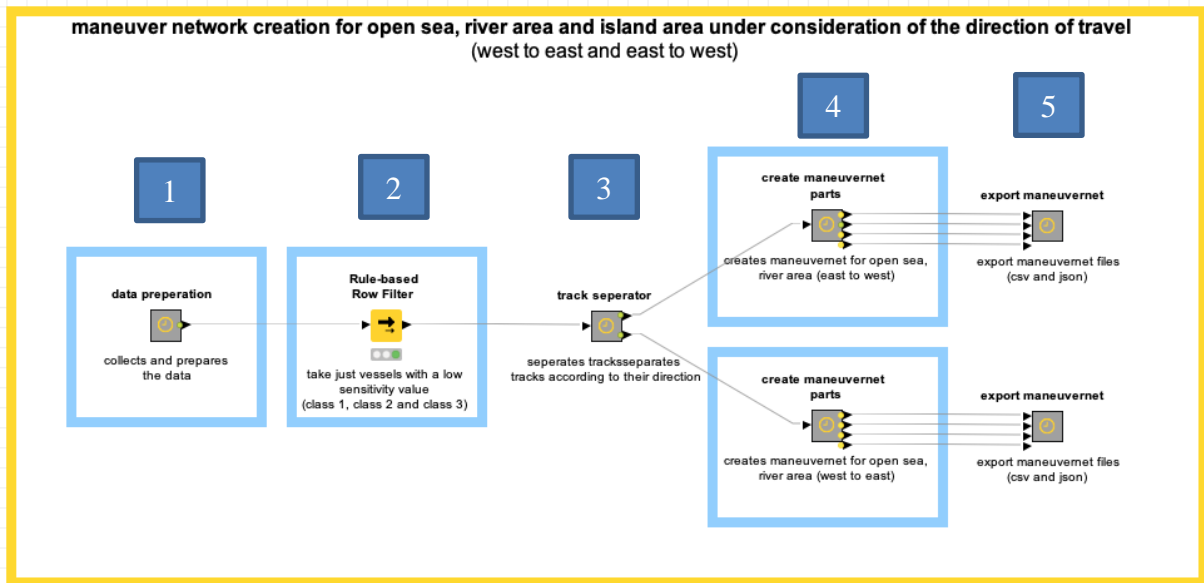 maneuver network creation for open sea, river area and island area under consideration of the direction of travel
(west to east and east to west)
1
2
3
4
5
data preperation
collects and prepares
the data
Rule-based
Row Filter
take just vessels with a low
sensitivity value
(class 1, class 2 and class 3)
track seperator
seperates tracksseparates
tracks according to their direction
create maneuvernet
parts
creates maneuvernet for open sea,
river area (east to west)
export maneuvernet
export maneuvernet files
(csv and json)
create maneuvernet
parts
creates maneuvernet for open sea,
river area (west to east)
export maneuvernet
export maneuvernet files
(csv and json)